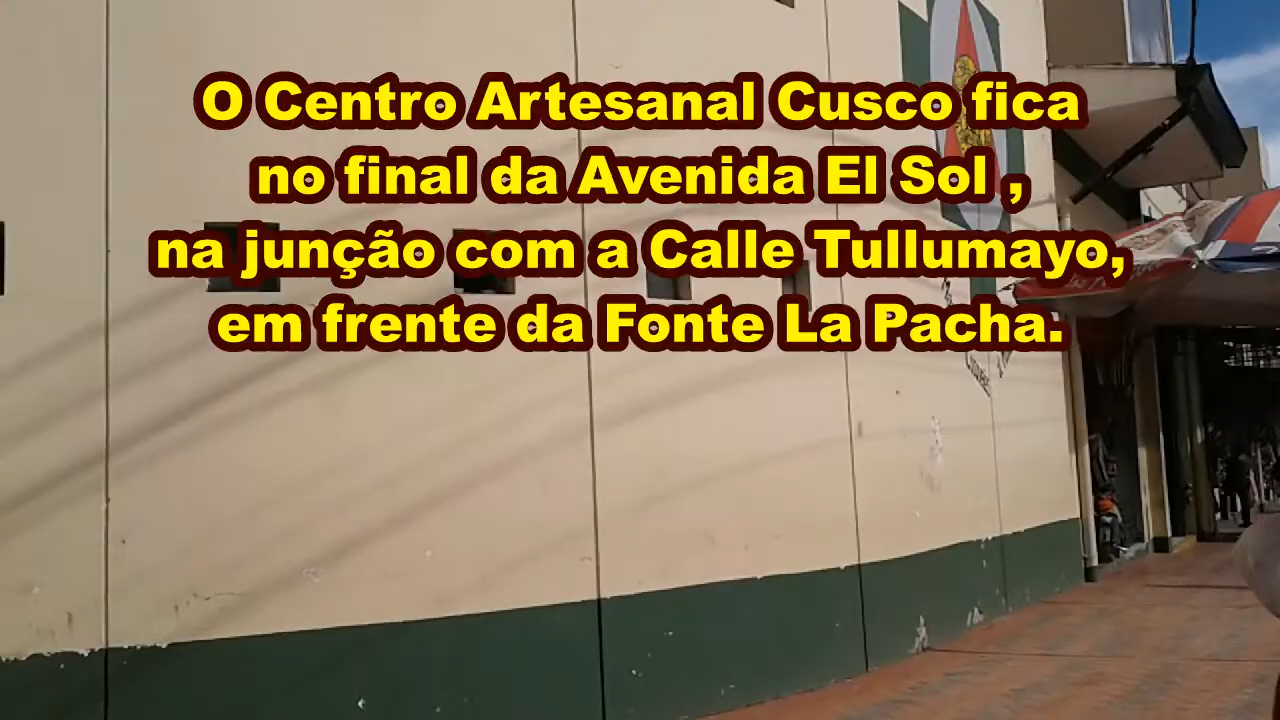 O Centro Artesanal Cusco fica
no final da Avenida El Sol ,
na junção com a Calle Tullumayo,
em frente da Fonte La Pacha.